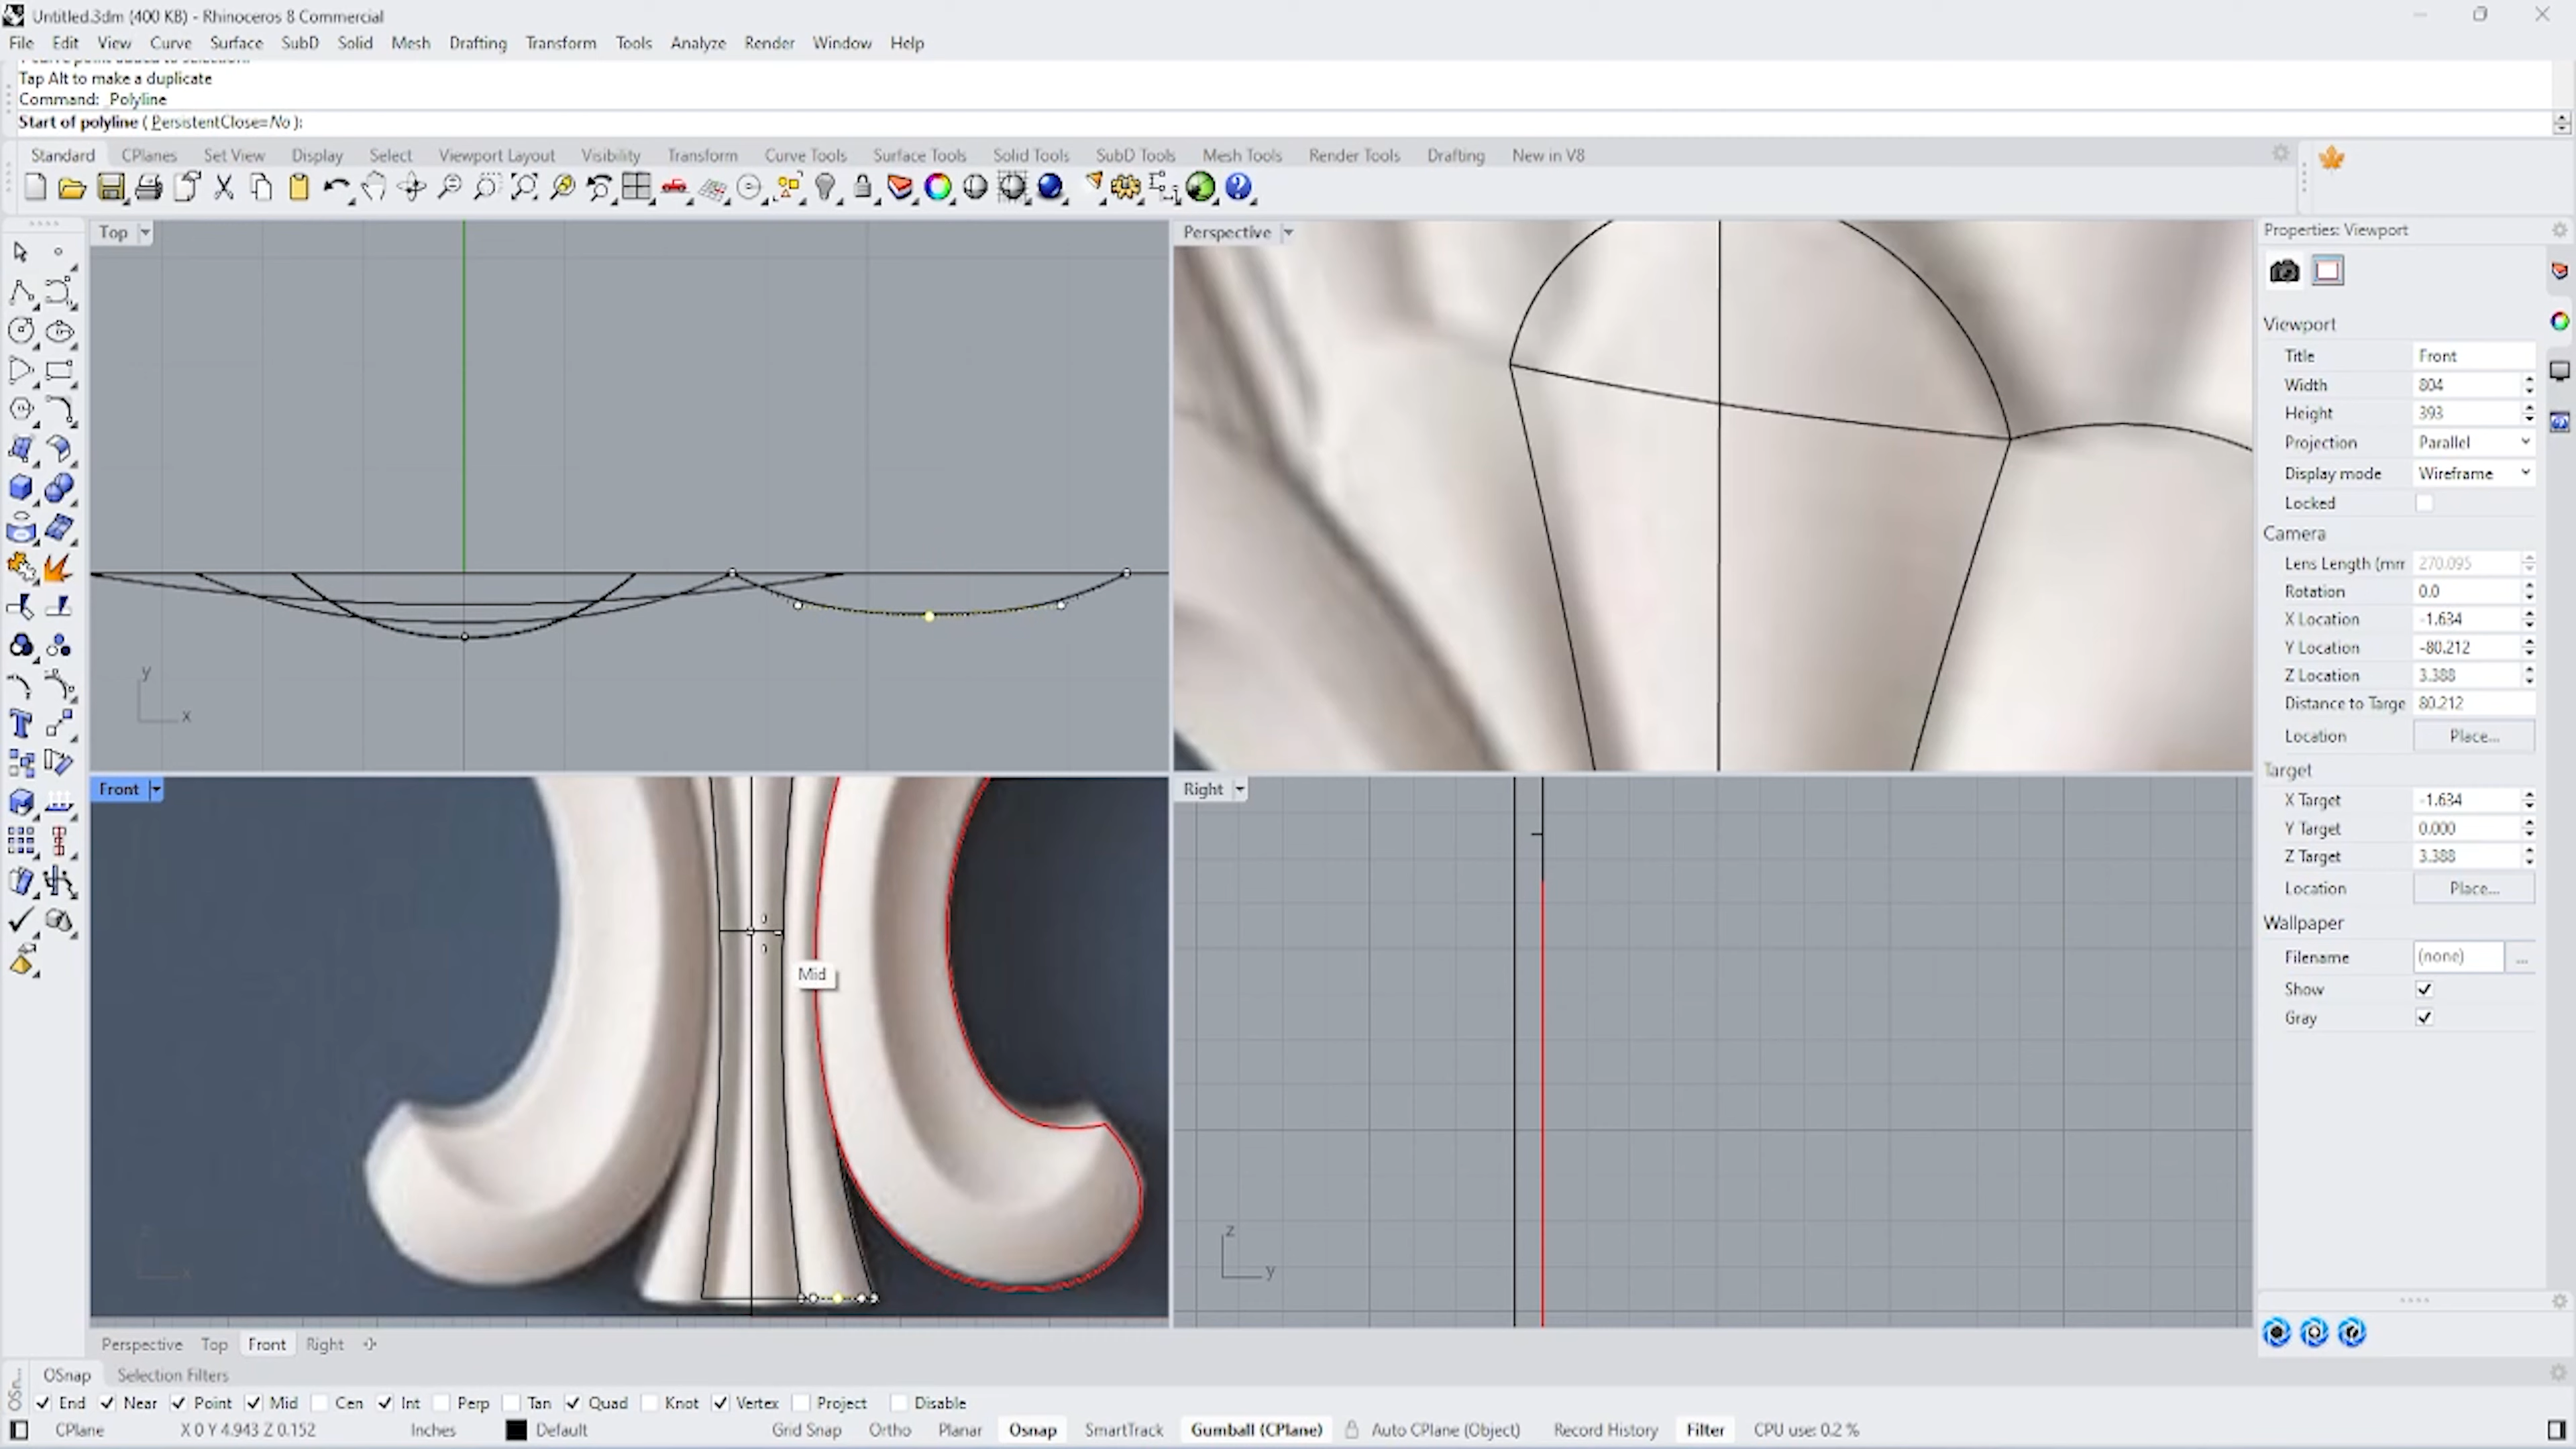 Untitled.3dm (400 KB) - Rhinoceros 8 Commercial
File Edit View Curve Surface SubD Solid Mesh Drafting Transform Tools Analyze Render Window Help
Tap Alt to make a duplicate
Command: _Polyline
Start of polyline ( PersistentClose=No ):
Standard CPlanes Set View Display Select Viewport Layout Visibility Transform Curve Tools Surface Tools Solid Tools SubD Tools Mesh Tools Render Tools Drafting New in V8
Top
y
x
Perspective
Front
Mid
Right
z
y
Properties: Viewport
Viewport
Title Front
Width 804
Height 393
Projection Parallel
Display mode Wireframe
Locked
Camera
Lens Length (mm 270.095
Rotation 0.0
X Location -1.634
Y Location -80.212
Z Location 3.388
Distance to Targe 80.212
Location Place...
Target
X Target -1.634
Y Target 0.000
Z Target 3.388
Location Place...
Wallpaper
Filename (none) ...
Show
Gray
Perspective Top Front Right
OSn...
OSnap Selection Filters
End Near Point Mid Cen Int Perp Tan Quad Knot Vertex Project Disable
CPlane X 0 Y 4.943 Z 0.152 Inches Default Grid Snap Ortho Planar Osnap SmartTrack Gumball (CPlane) Auto CPlane (Object) Record History Filter CPU use: 0.2 %